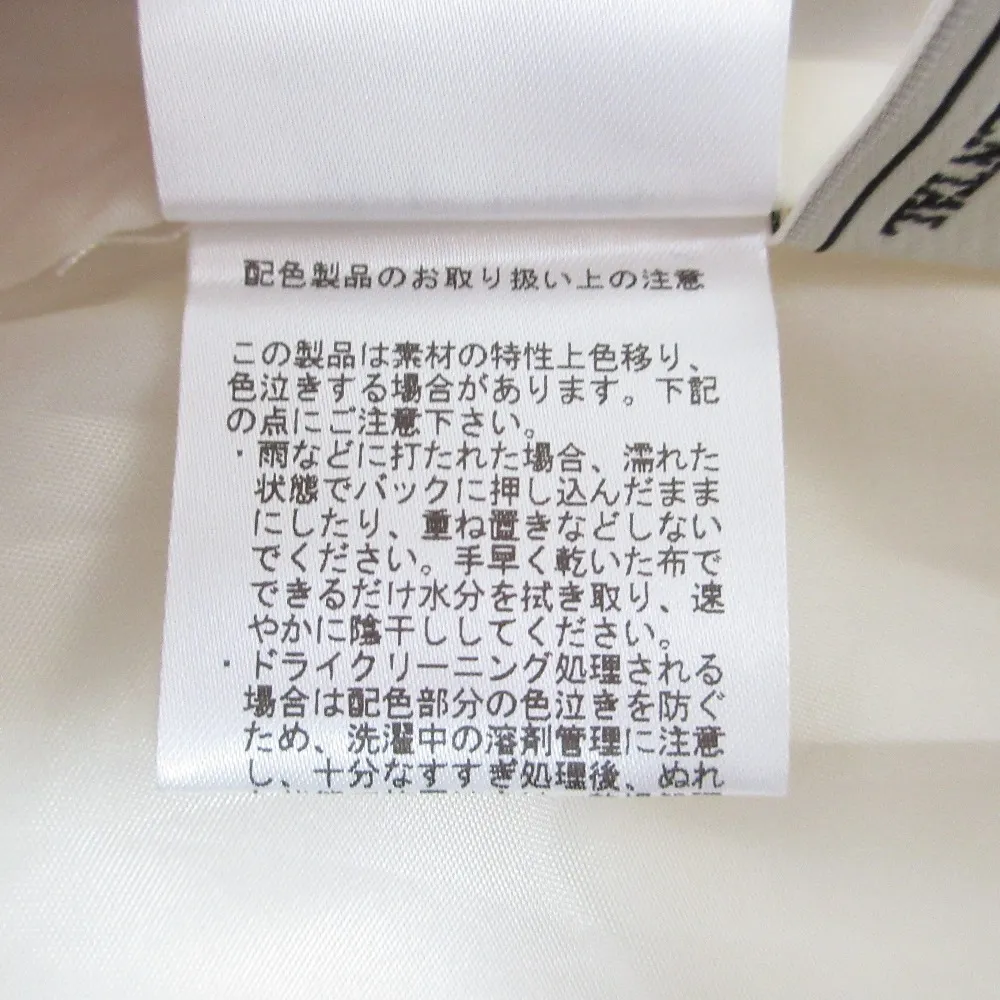 配色製品のお取り扱い上の注意
この製品は素材の特性上色移り、
色泣きする場合があります。下記
の点にご注意下さい。
・雨などに打たれた場合、濡れた
状態でバックに押し込んだまま
にしたり、重ね置きなどしない
でください。手早く乾いた布で
できるだけ水分を拭き取り、速
やかに陰干ししてください。
・ドライクリーニング処理される
場合は配色部分の色泣きを防ぐ
ため、洗濯中の溶剤管理に注意
し、十分なすすぎ処理後、ぬれ
ENTAL